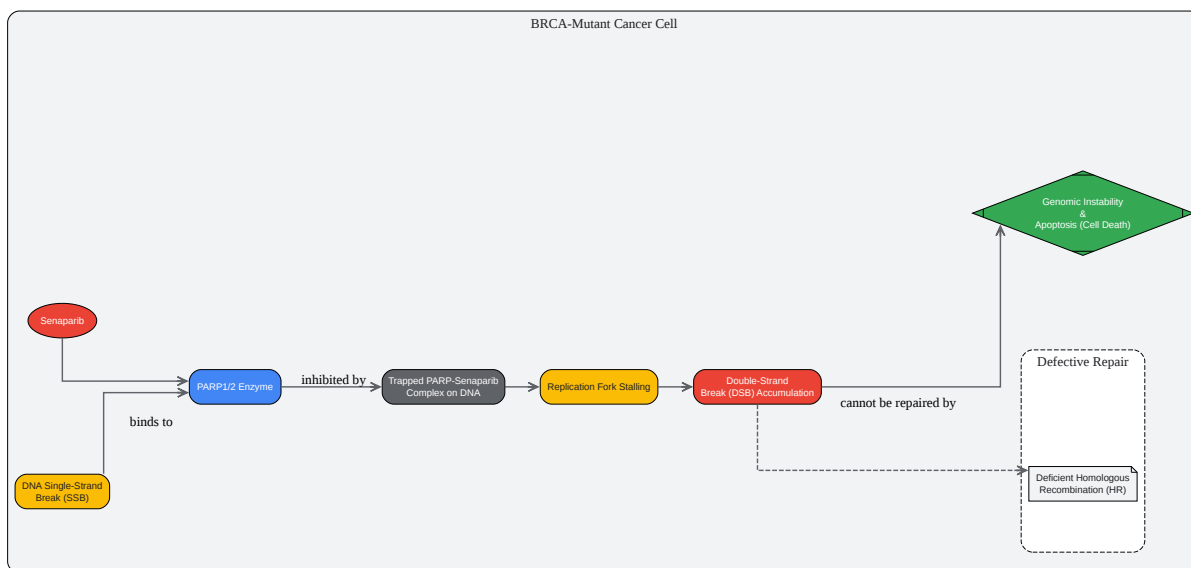 BRCA-Mutant Cancer Cell
Genomic Instability
&
Apoptosis (Cell Death)
Senaparib
PARP1/2 Enzyme
inhibited by
Trapped PARP-Senaparib
Complex on DNA
Replication Fork Stalling
Double-Strand
Break (DSB) Accumulation
cannot be repaired by
Defective Repair
binds to
DNA Single-Strand
Break (SSB)
Deficient Homologous
Recombination (HR)